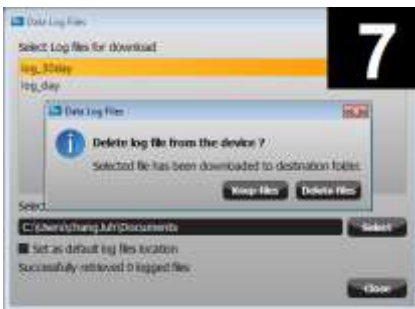 Data Log Files
7
Select Log files for download
log_30day
log_day
Data Log Files
Delete log file from the device ?
Selected file has been downloaded to destination folder.
Keep files Delete files
Select
Select
Set as default log files location
Successfully retrieved 0 logged files
Close